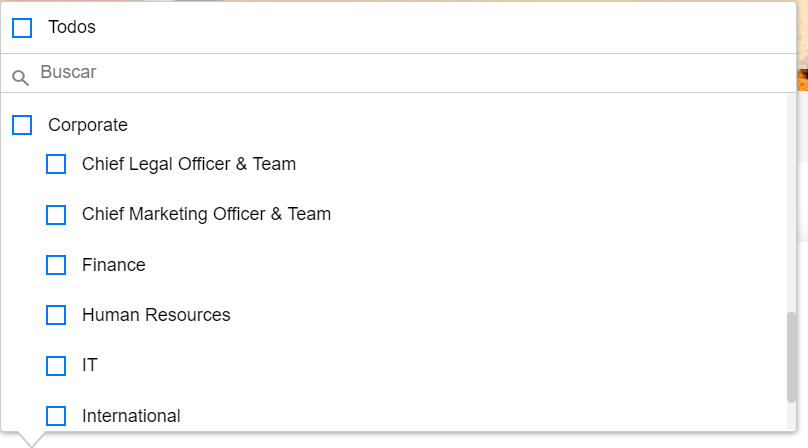 Todos
Buscar
Corporate
Chief Legal Officer & Team
Chief Marketing Officer & Team
Finance
Human Resources
IT
International